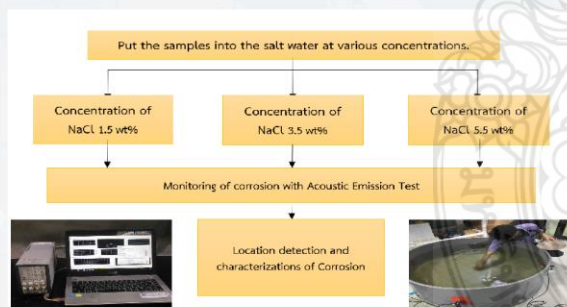 Put the samples into the salt water at various concentrations.
Concentration of
NaCl 1.5 wt%
Concentration of
NaCl 3.5 wt%
Concentration of
NaCl 5.5 wt%
Monitoring of corrosion with Acoustic Emission Test
Location detection and
characterizations of Corrosion